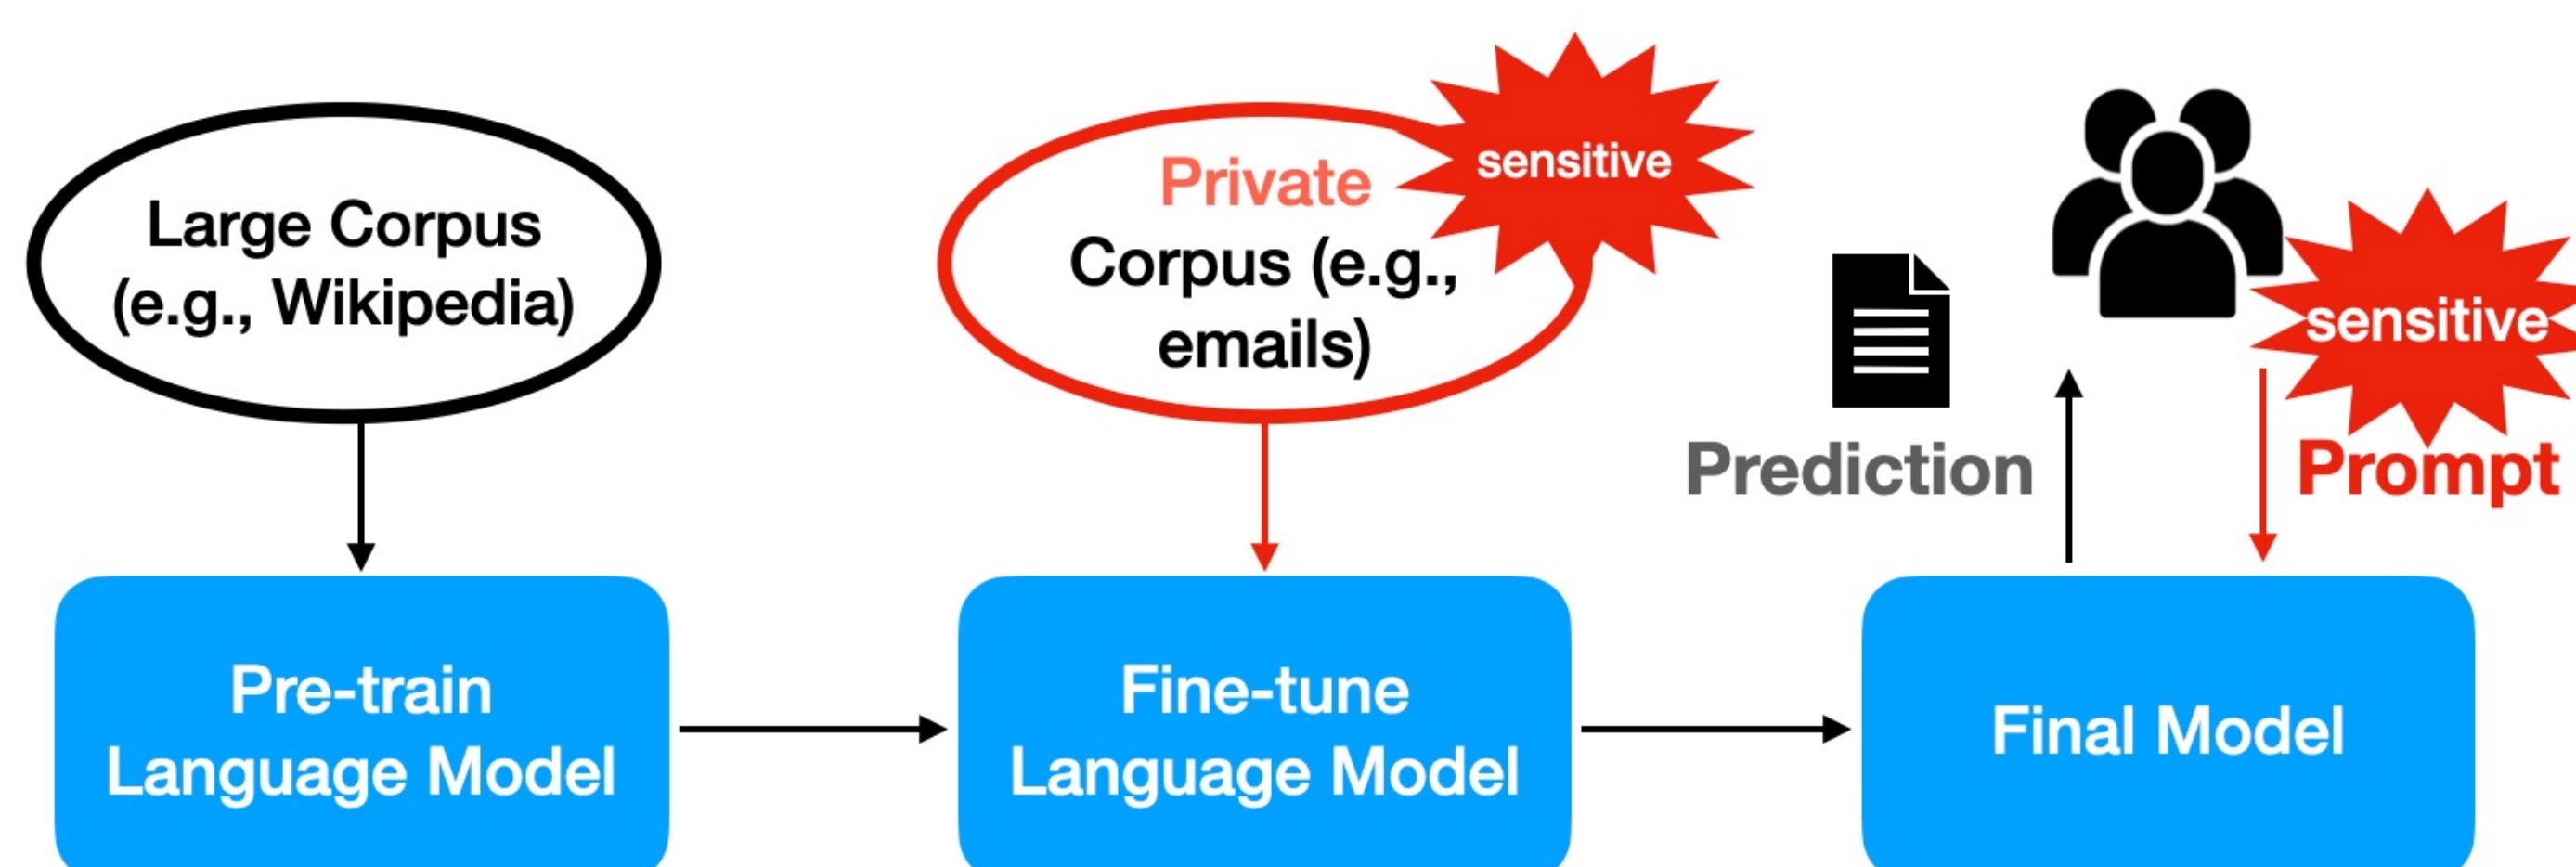 Large Corpus
(e.g., Wikipedia)
Private
Corpus (e.g.,
emails)
sensitive
sensitive
Prediction
Prompt
Pre-train
Language Model
Fine-tune
Language Model
Final Model